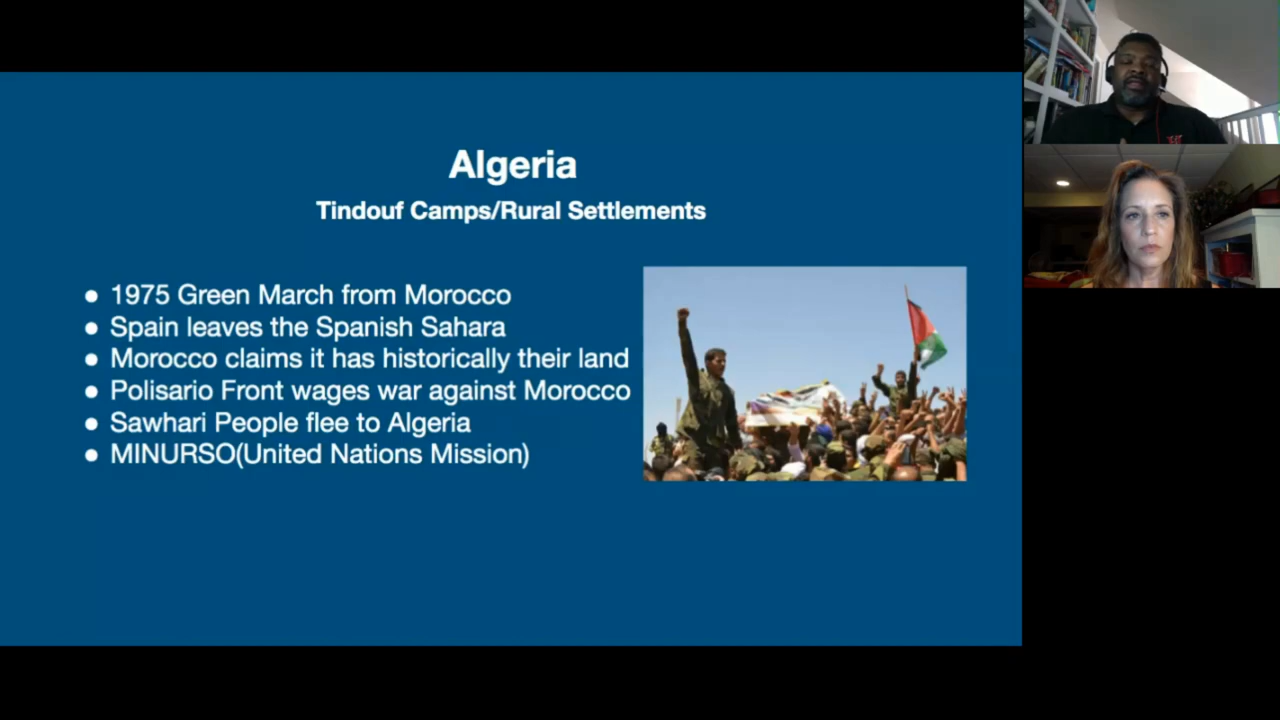 Algeria
Tindouf Camps/Rural Settlements
● 1975 Green March from Morocco
● Spain leaves the Spanish Sahara
● Morocco claims it has historically their land
● Polisario Front wages war against Morocco
● Sawhari People flee to Algeria
● MINURSO(United Nations Mission)